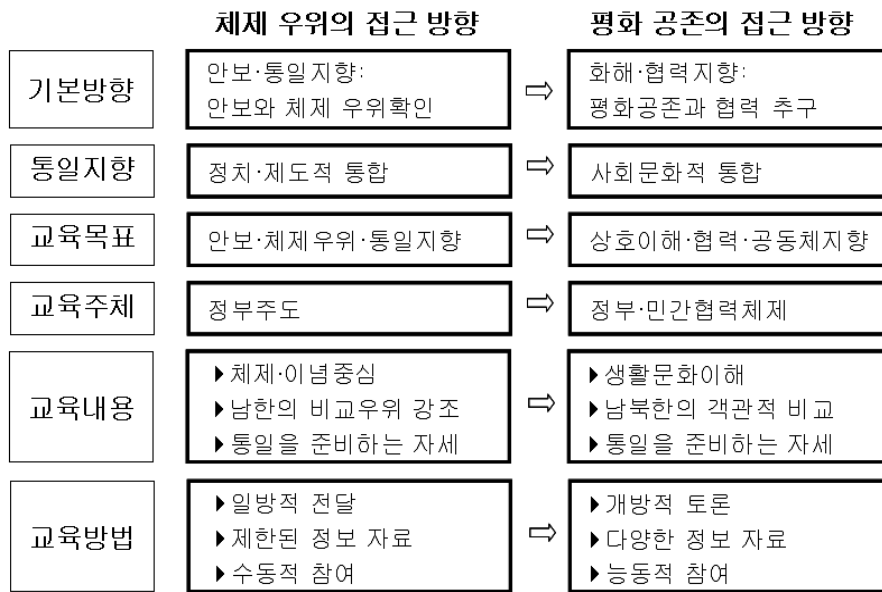 체제 우위의 접근 방향
평화 공존의 접근 방향
기본방향
안보·통일지향:
안보와 체제 우위확인
⇨
화해·협력지향:
평화공존과 협력 추구
통일지향
정치·제도적 통합
⇨
사회문화적 통합
교육목표
안보·체제우위·통일지향
⇨
상호이해·협력·공동체지향
교육주체
정부주도
⇨
정부·민간협력체제
교육내용
▶체제·이념중심
▶남한의 비교우위 강조
▶통일을 준비하는 자세
⇨
▶생활문화이해
▶남북한의 객관적 비교
▶통일을 준비하는 자세
교육방법
▶일방적 전달
▶제한된 정보 자료
▶수동적 참여
⇨
▶개방적 토론
▶다양한 정보 자료
▶능동적 참여